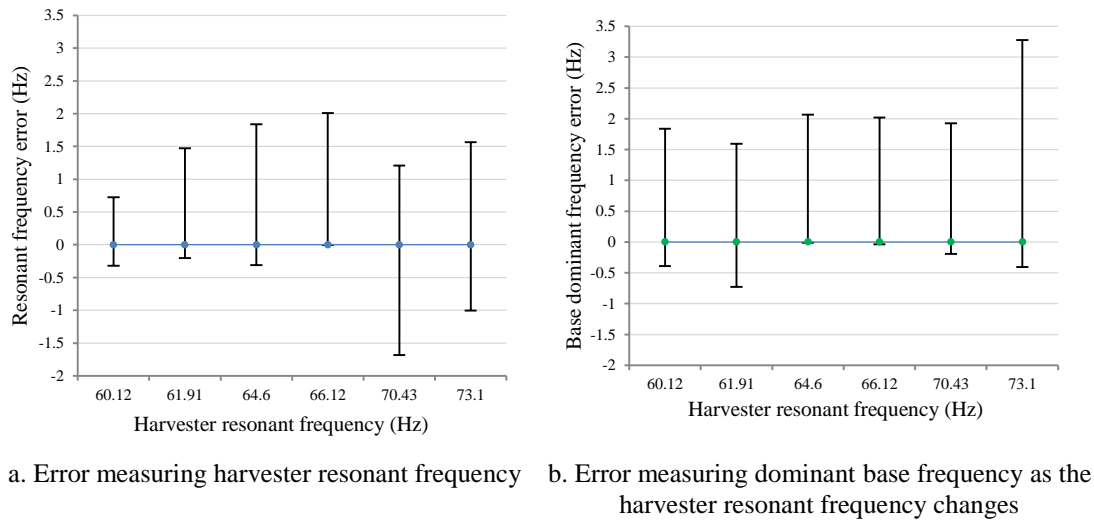 Resonant frequency error (Hz)
3.5
3
2.5
2
1.5
1
0.5
0
-0.5
-1
-1.5
-2
60.12 61.91 64.6 66.12 70.43 73.1
Harvester resonant frequency (Hz)
a. Error measuring harvester resonant frequency
Base dominant frequency error (Hz)
3.5
3
2.5
2
1.5
1
0.5
0
-0.5
-1
-1.5
-2
60.12 61.91 64.6 66.12 70.43 73.1
Harvester resonant frequency (Hz)
b. Error measuring dominant base frequency as the
harvester resonant frequency changes